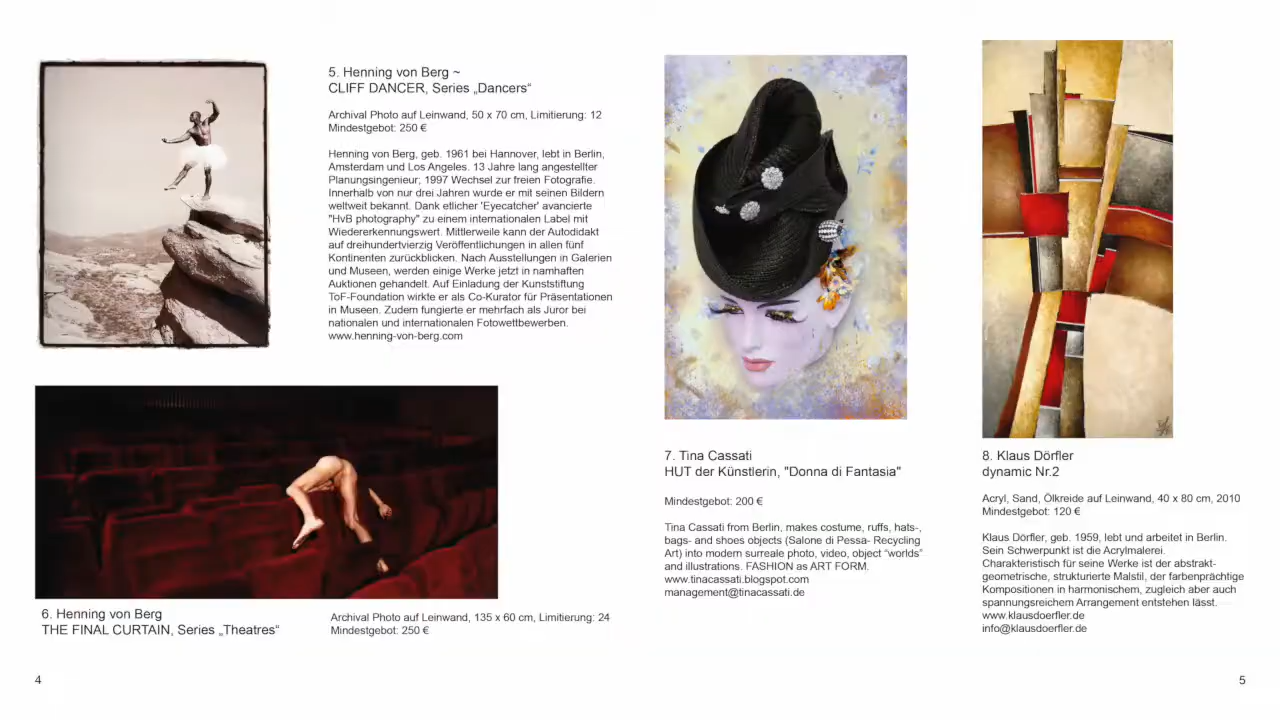 5. Henning von Berg ~
CLIFF DANCER, Series „Dancers“
Archival Photo auf Leinwand, 50 x 70 cm, Limitierung: 12
Mindestgebot: 250 €
Henning von Berg, geb. 1961 bei Hannover, lebt in Berlin,
Amsterdam und Los Angeles. 13 Jahre lang angestellter
Planungsingenieur; 1997 Wechsel zur freien Fotografie.
Innerhalb von nur drei Jahren wurde er mit seinen Bildern
weltweit bekannt. Dank etlicher 'Eyecatcher' avancierte
"HvB photography" zu einem internationalen Label mit
Wiedererkennungswert. Mittlerweile kann der Autodidakt
auf dreihundertvierzig Veröffentlichungen in allen fünf
Kontinenten zurückblicken. Nach Ausstellungen in Galerien
und Museen, werden einige Werke jetzt in namhaften
Auktionen gehandelt. Auf Einladung der Kunststiftung
ToF-Foundation wirkte er als Co-Kurator für Präsentationen
in Museen. Zudem fungierte er mehrfach als Juror bei
nationalen und internationalen Fotowettbewerben.
www.henning-von-berg.com
6. Henning von Berg
THE FINAL CURTAIN, Series „Theatres“
Archival Photo auf Leinwand, 135 x 60 cm, Limitierung: 24
Mindestgebot: 250 €
4
7. Tina Cassati
HUT der Künstlerin, "Donna di Fantasia"
Mindestgebot: 200 €
Tina Cassati from Berlin, makes costume, ruffs, hats-,
bags- and shoes objects (Salone di Pessa- Recycling
Art) into modern surreale photo, video, object “worlds”
and illustrations. FASHION as ART FORM.
www.tinacassati.blogspot.com
management@tinacassati.de
8. Klaus Dörfler
dynamic Nr.2
Acryl, Sand, Ölkreide auf Leinwand, 40 x 80 cm, 2010
Mindestgebot: 120 €
Klaus Dörfler, geb. 1959, lebt und arbeitet in Berlin.
Sein Schwerpunkt ist die Acrylmalerei.
Charakteristisch für seine Werke ist der abstrakt-
geometrische, strukturierte Malstil, der farbenprächtige
Kompositionen in harmonischem, zugleich aber auch
spannungsreichem Arrangement entstehen lässt.
www.klausdoerfler.de
info@klausdoerfler.de
5